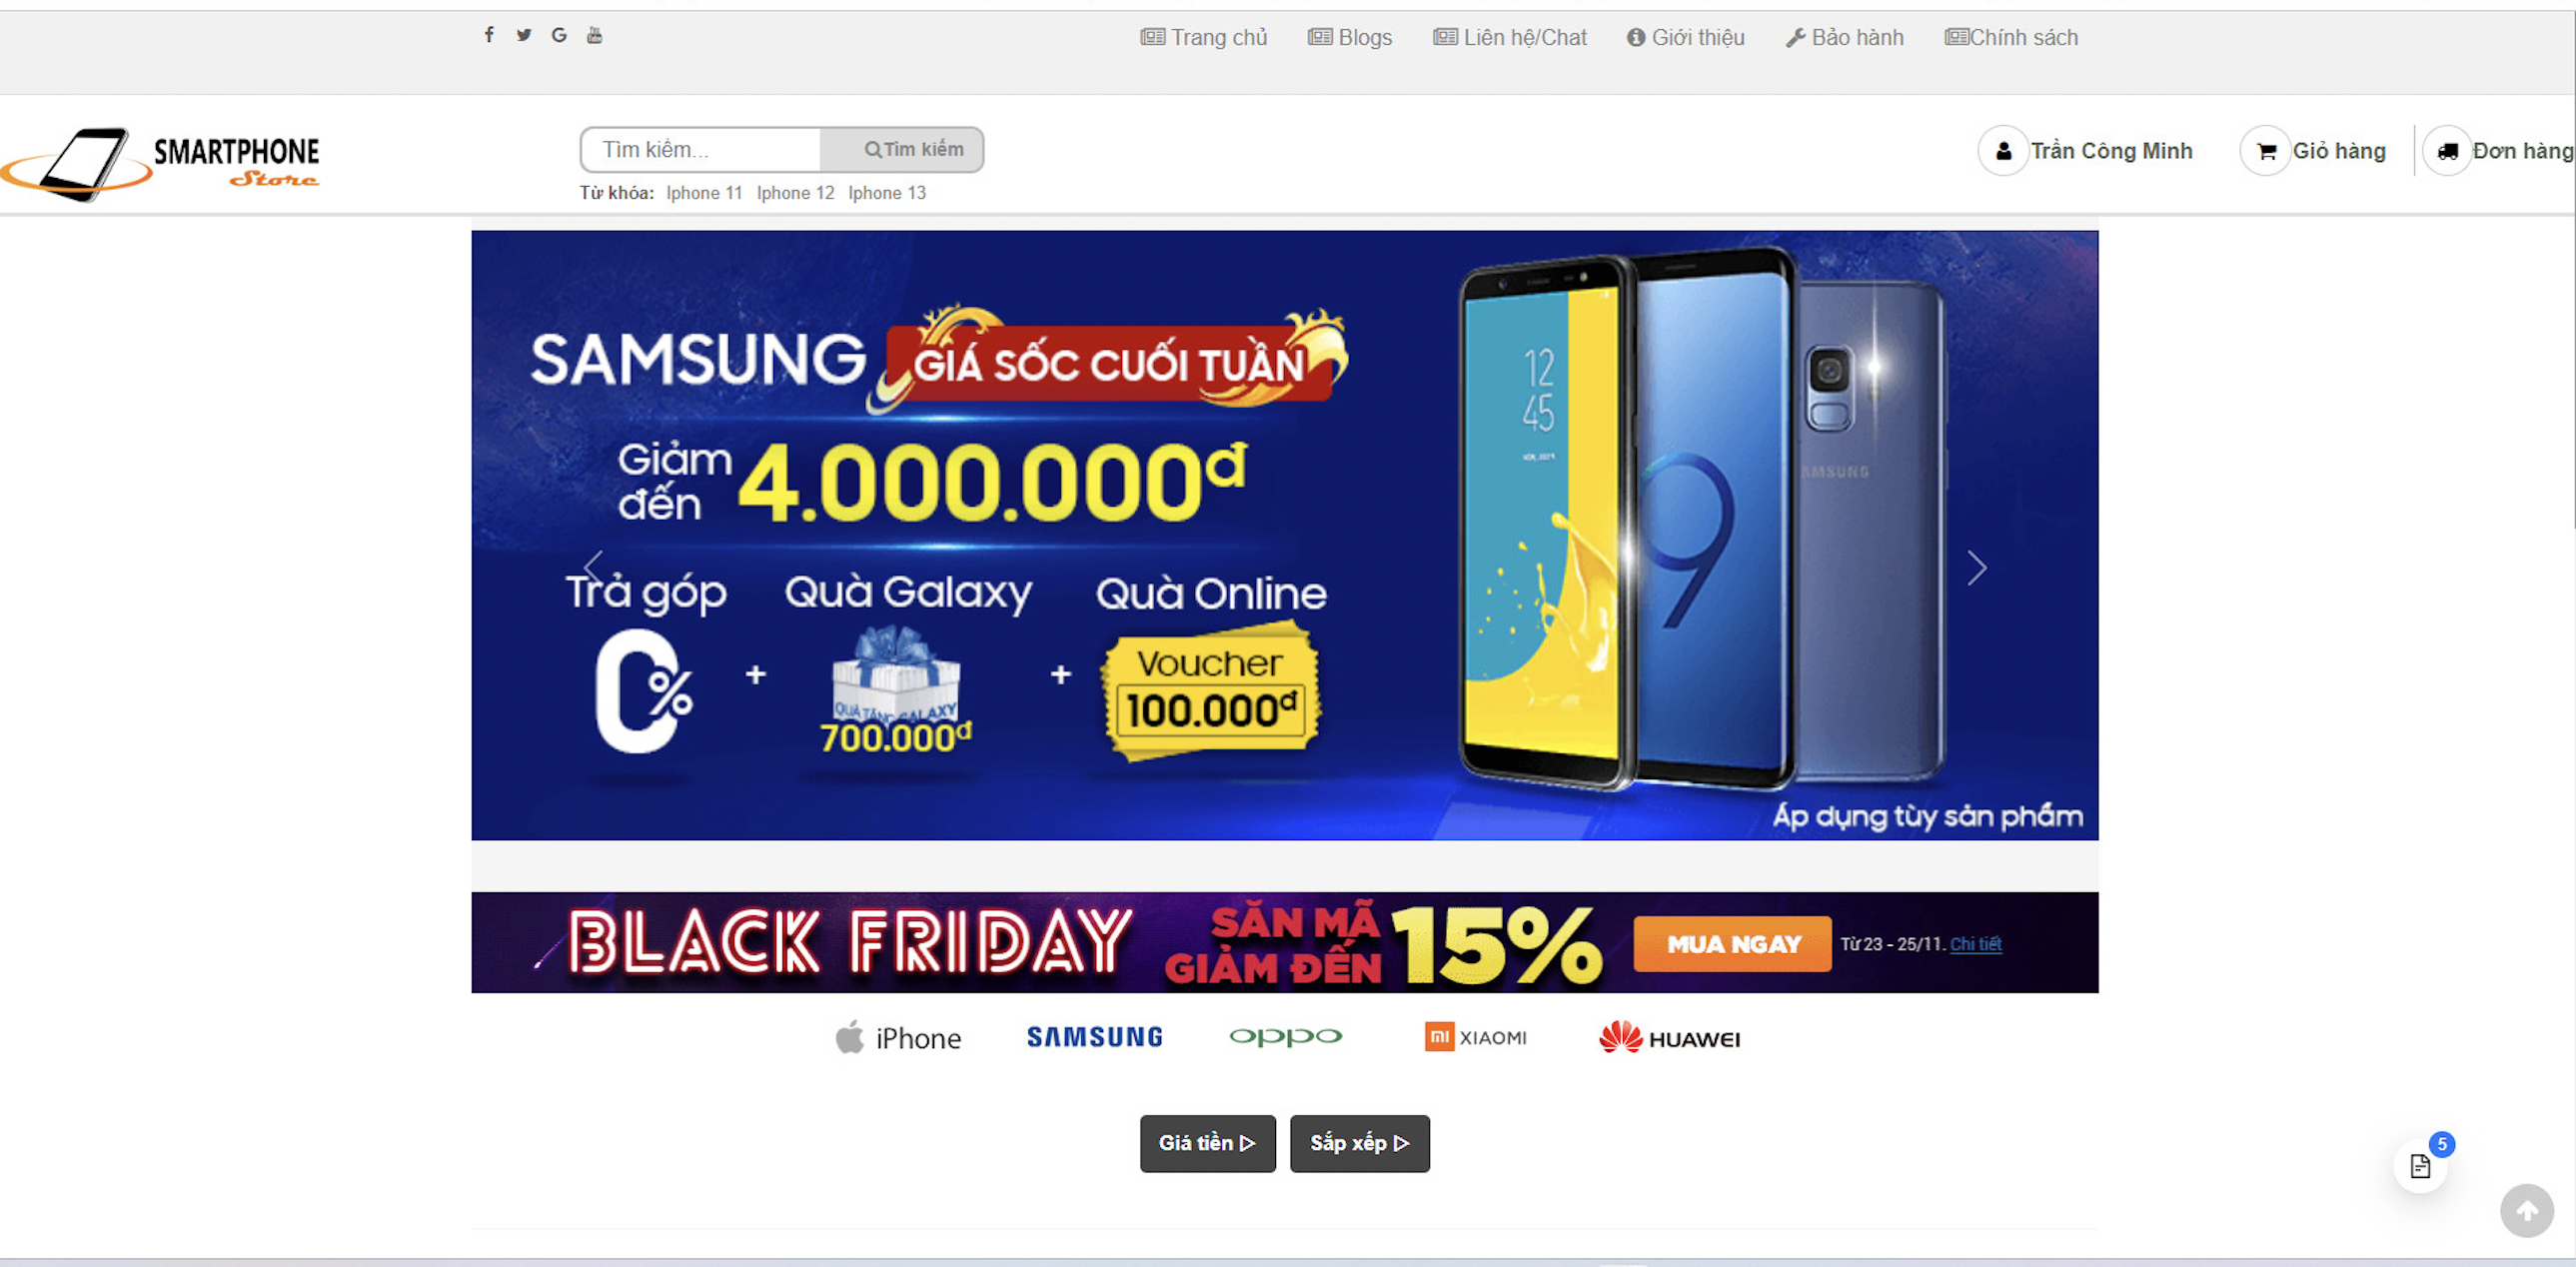 Trang chủ Blogs Liên hệ/Chat Giới thiệu Bảo hành Chính sách
SMARTPHONE
Store
Tìm kiếm... Tìm kiếm
Từ khóa: Iphone 11 Iphone 12 Iphone 13
Trần Công Minh Giỏ hàng Đơn hàng
SAMSUNG GIÁ SỐC CUỐI TUẦN
Giảm đến 4.000.000đ
Trả góp Quà Galaxy Quà Online
0% + + Voucher
100.000đ
QUÀ TẶNG GALAXY
700.000đ
12
45
SAMSUNG
Áp dụng tùy sản phẩm
BLACK FRIDAY SĂN MÃ GIẢM ĐẾN 15% MUA NGAY Từ 23 - 25/11. Chi tiết
iPhone SAMSUNG oppo mi XIAOMI HUAWEI
Giá tiền Sắp xếp
5